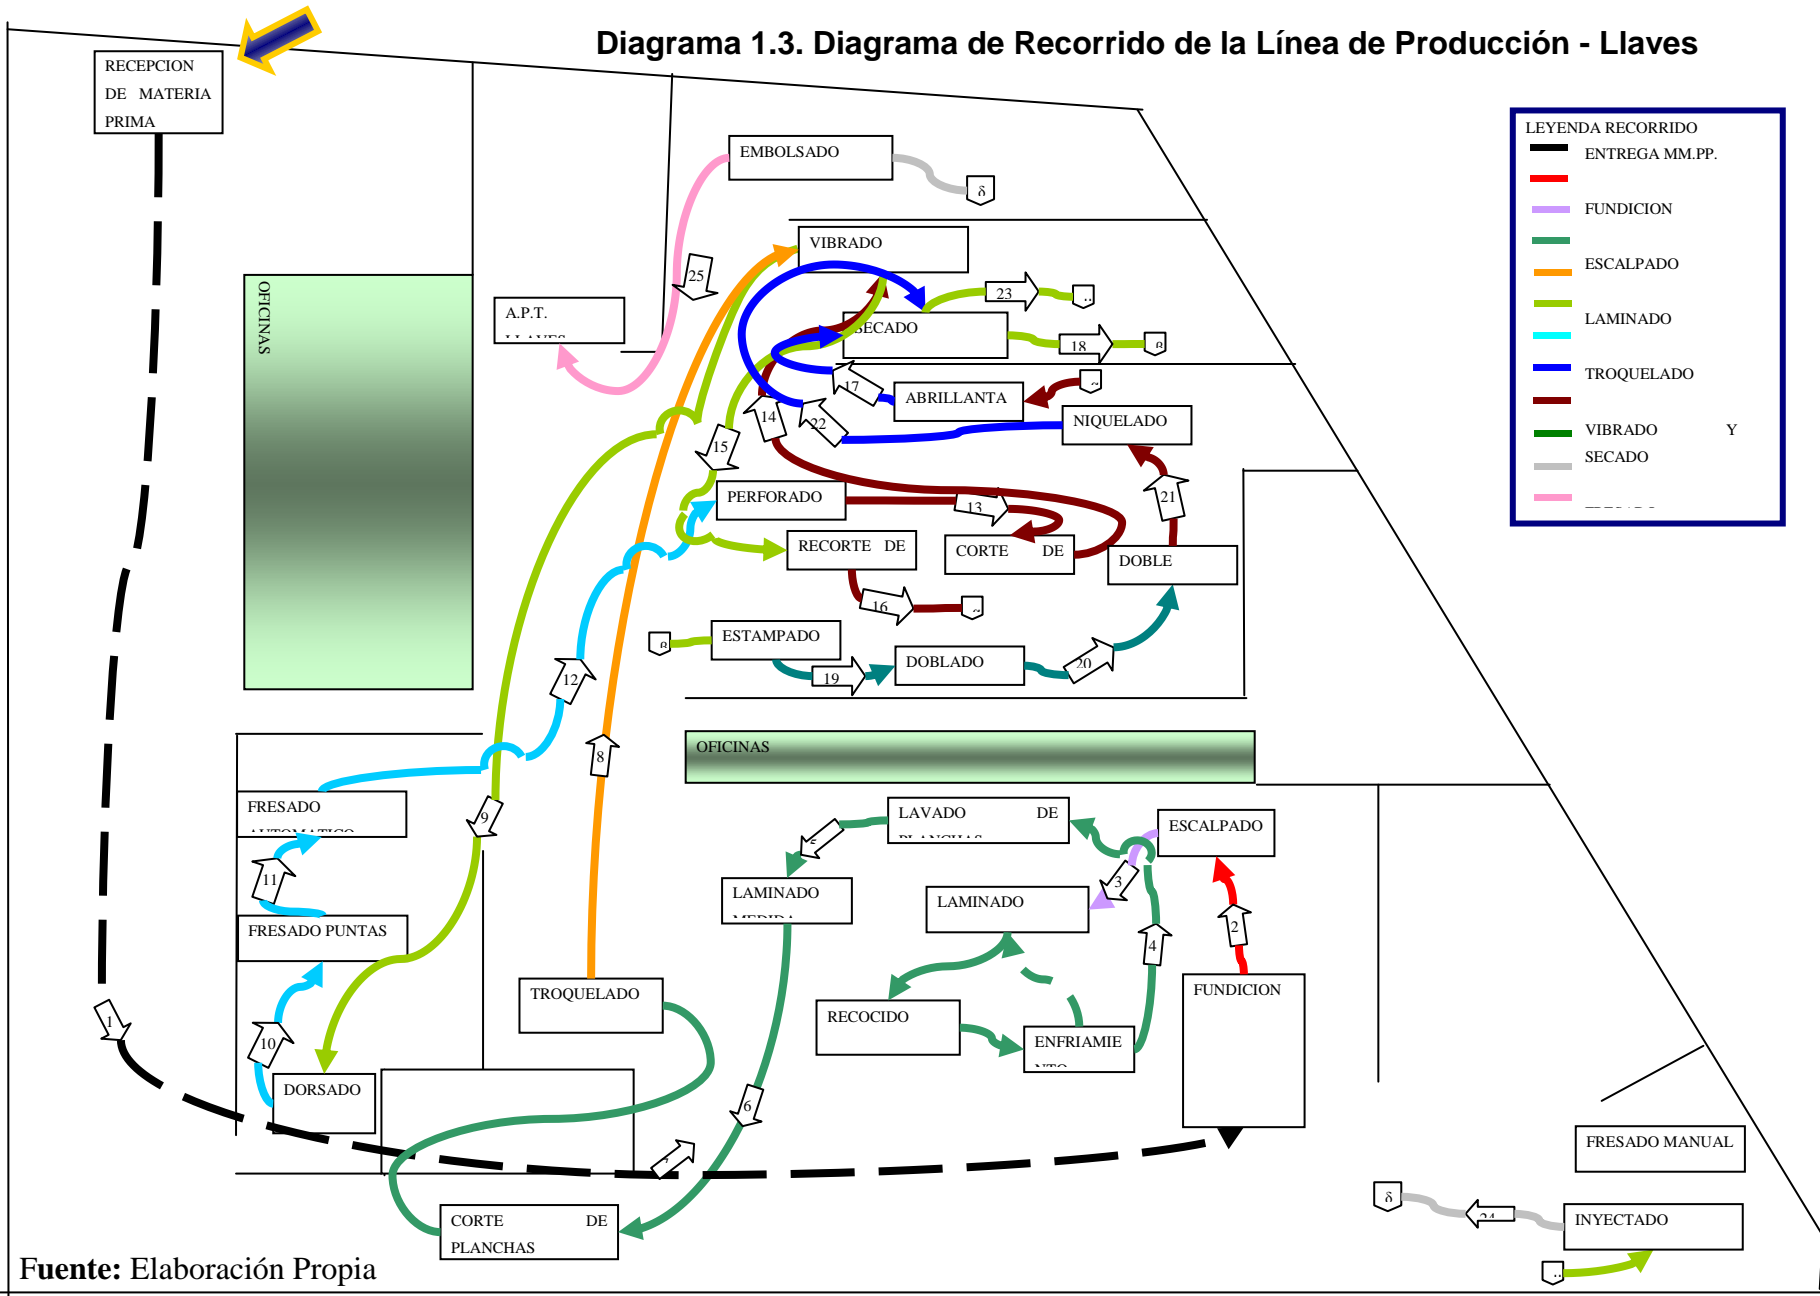 Diagrama 1.3. Diagrama de Recorrido de la Línea de Producción - Llaves
RECEPCION
DE MATERIA
PRIMA
LEYENDA RECORRIDO
ENTREGA MM.PP.
FUNDICION
ESCALPADO
LAMINADO
TROQUELADO
VIBRADO Y
SECADO
EMBOLSADO
δ
VIBRADO
25
OFICINAS
A.P.T.
23
SECADO
18
β
17
ABRILLANTA
14
22
NIQUELADO
15
PERFORADO
13
21
RECORTE DE
CORTE DE
DOBLE
16
ESTAMPADO
β
DOBLADO
20
19
12
OFICINAS
8
FRESADO
9
LAVADO DE
ESCALPADO
5
11
LAMINADO
3
LAMINADO
FRESADO PUNTAS
2
4
TROQUELADO
FUNDICION
RECOCIDO
1
10
ENFRIAMIE
DORSADO
6
7
FRESADO MANUAL
δ
24
INYECTADO
CORTE DE
PLANCHAS
Fuente: Elaboración Propia